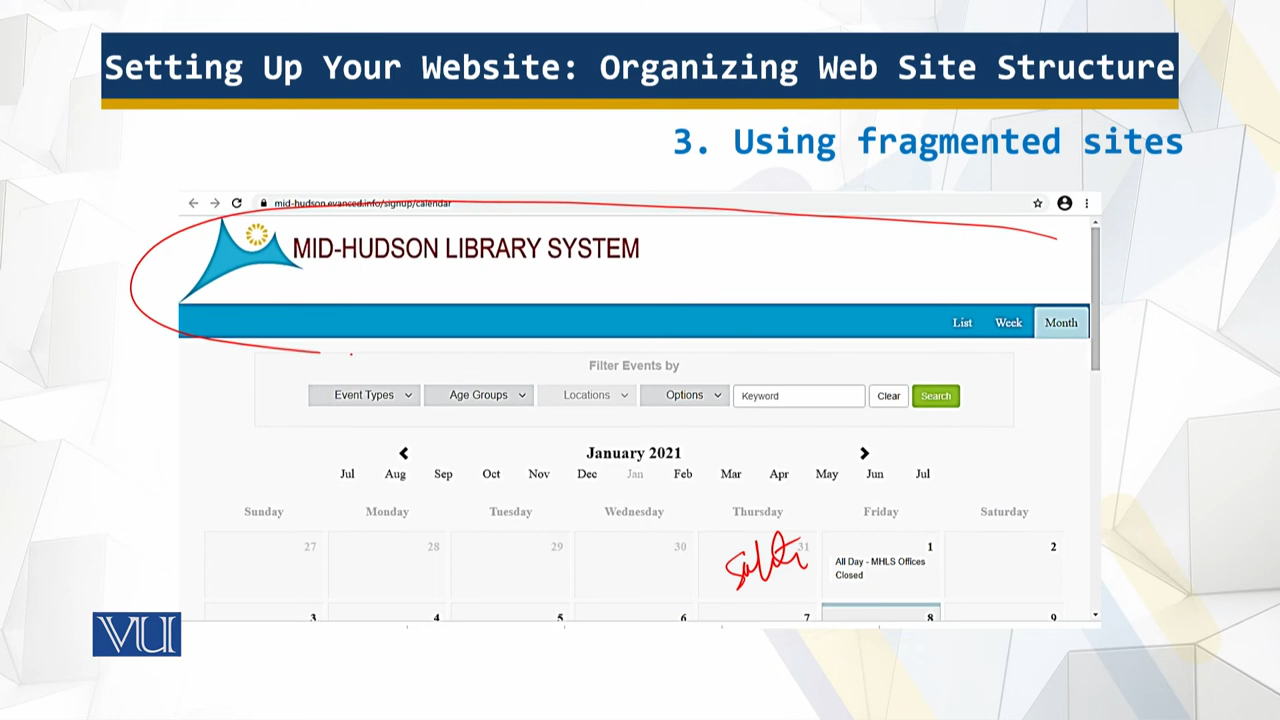 Setting Up Your Website: Organizing Web Site Structure
3. Using fragmented sites
mid-hudson.evanced.info/signup/calendar
MID-HUDSON LIBRARY SYSTEM
List Week Month
Filter Events by
Event Types Age Groups Locations Options Keyword Clear Search
January 2021
Jul Aug Sep Oct Nov Dec Jan Feb Mar Apr May Jun Jul
Sunday Monday Tuesday Wednesday Thursday Friday Saturday
27 28 29 30 31 1 2
All Day - MHLS Offices
Closed
3 4 5 6 7 8 9
VU